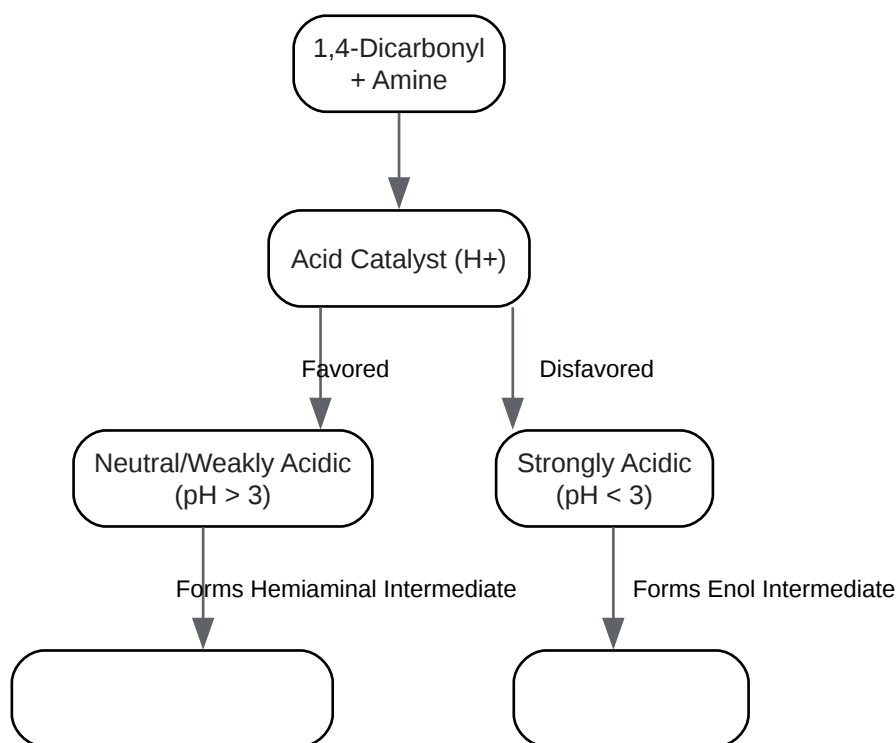 1,4-Dicarbonyl
+ Amine
Acid Catalyst (H+)
Favored
Disfavored
Neutral/Weakly Acidic
(pH > 3)
Strongly Acidic
(pH < 3)
Forms Hemiaminal Intermediate
Forms Enol Intermediate